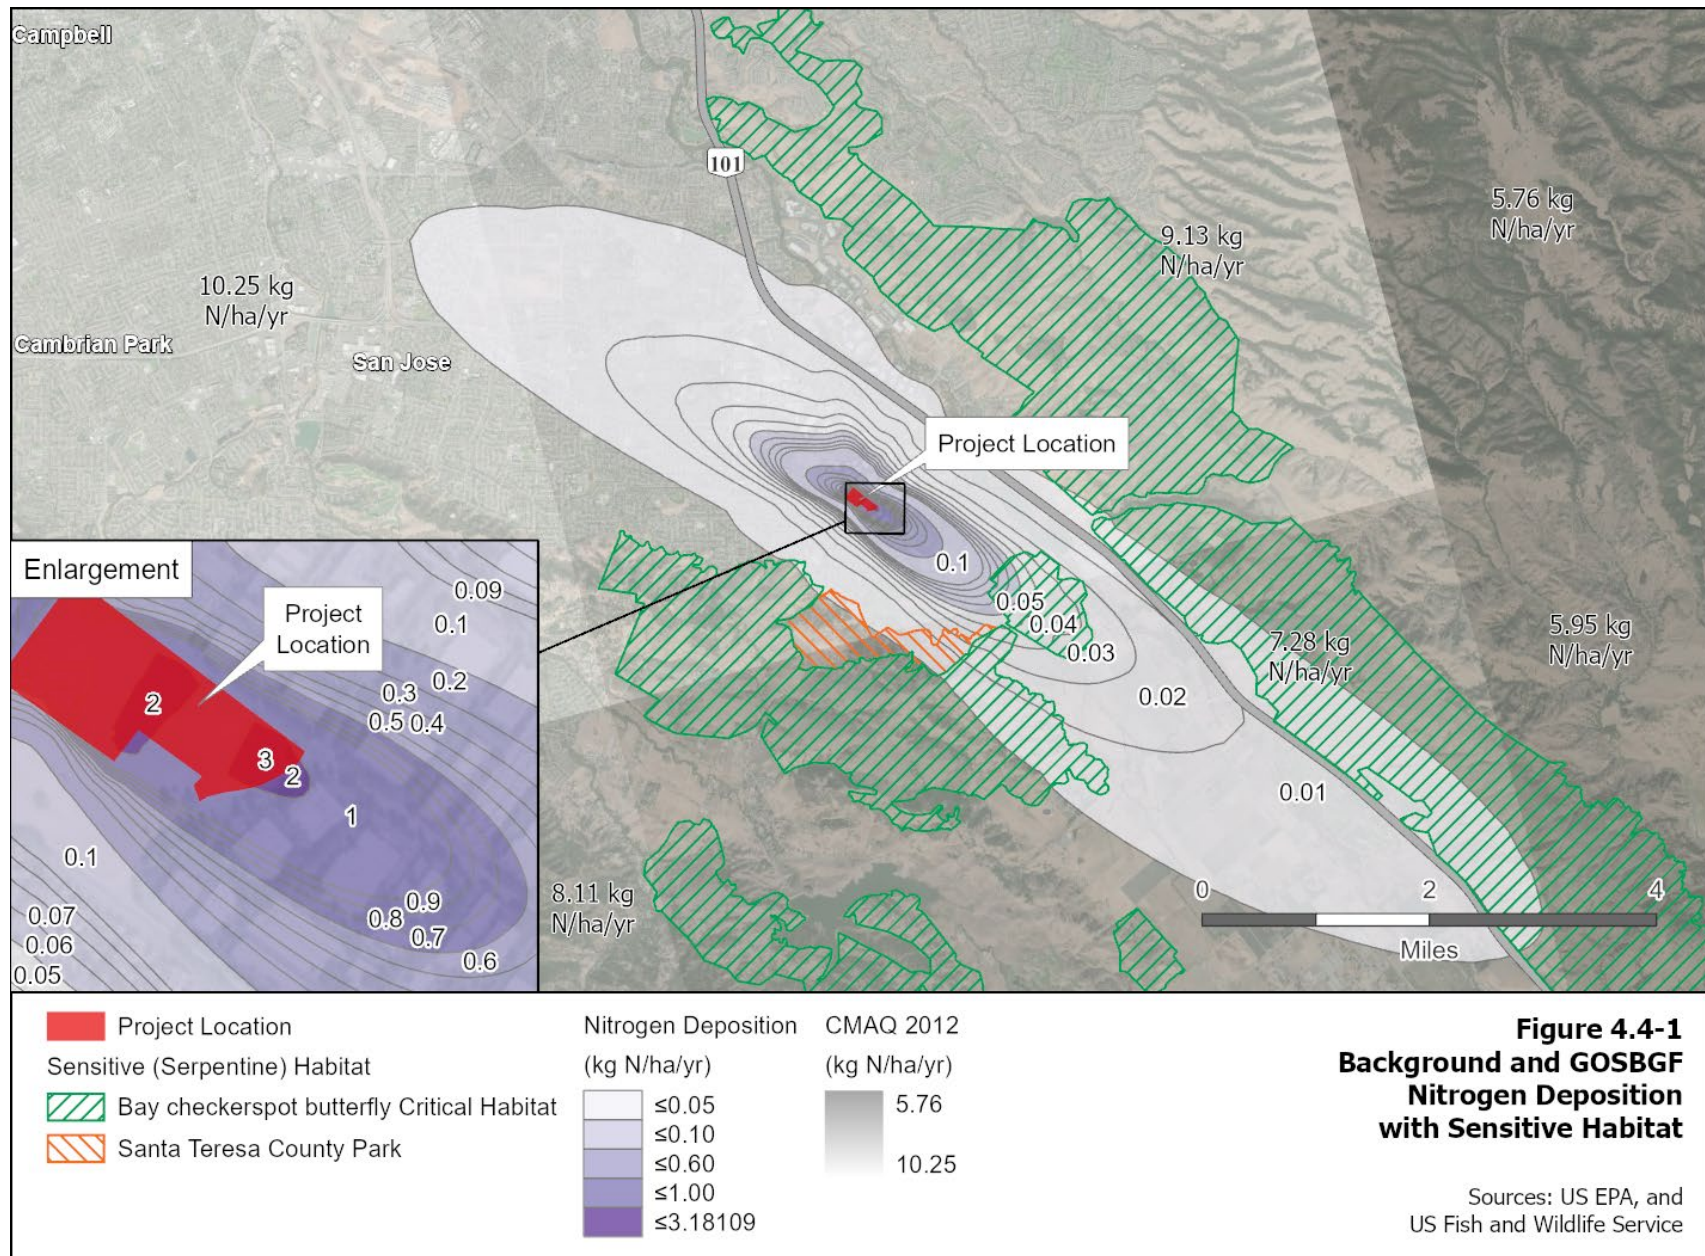 Campbell
101
5.76 kg
N/ha/yr
9.13 kg
N/ha/yr
10.25 kg
N/ha/yr
Cambrian Park
San Jose
Project Location
0.1
0.05
0.04
0.03
7.28 kg
N/ha/yr
5.95 kg
N/ha/yr
0.02
0.01
8.11 kg
N/ha/yr
0
2
4
Miles
Enlargement
Project
Location
0.09
0.1
0.2
0.3
0.5
0.4
2
3
2
1
0.1
0.9
0.8
0.7
0.6
0.07
0.06
0.05
Project Location
Sensitive (Serpentine) Habitat
Bay checkerspot butterfly Critical Habitat
Santa Teresa County Park
Nitrogen Deposition
(kg N/ha/yr)
≤0.05
≤0.10
≤0.60
≤1.00
≤3.18109
CMAQ 2012
(kg N/ha/yr)
5.76
10.25
Figure 4.4-1
Background and GOSBGF
Nitrogen Deposition
with Sensitive Habitat
Sources: US EPA, and
US Fish and Wildlife Service